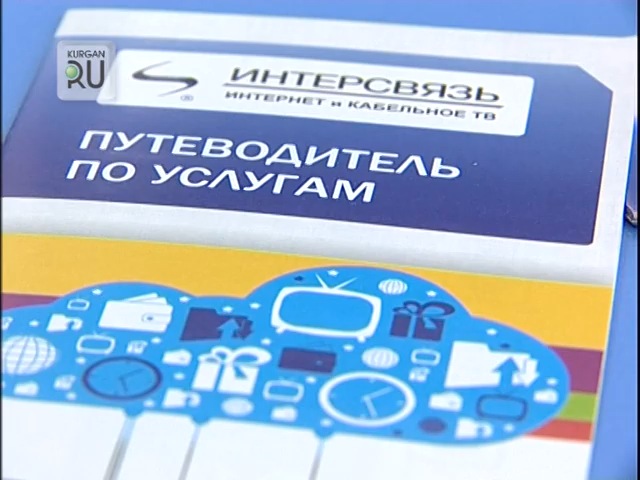 KURGAN
RU
ИНТЕРСВЯЗЬ
®
ИНТЕРНЕТ и КАБЕЛЬНОЕ ТВ
ПУТЕВОДИТЕЛЬ
ПО УСЛУГАМ